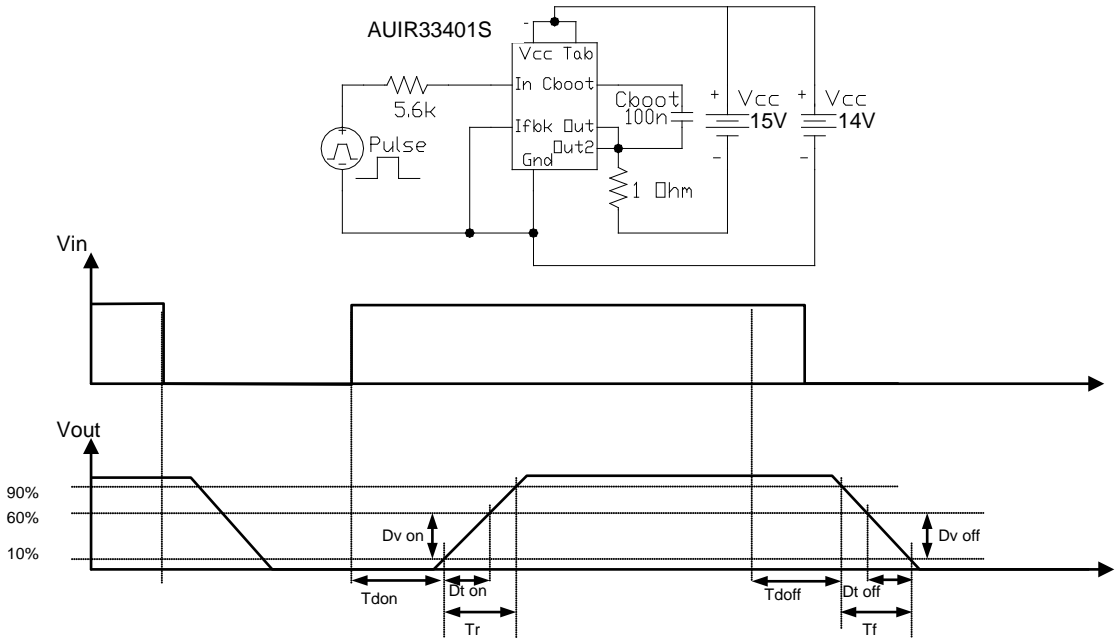 AUIR33401S
Vcc Tab
In Cboot
Ifbk Out
Out2
Gnd
5.6k
Pulse
Cboot
100n
1 Ohm
+ Vcc
15V
-
+ Vcc
14V
-
Vin
Vout
90%
60%
10%
Dv on
Dv off
Tdon
Dt on
Tr
Tdoff
Dt off
Tf